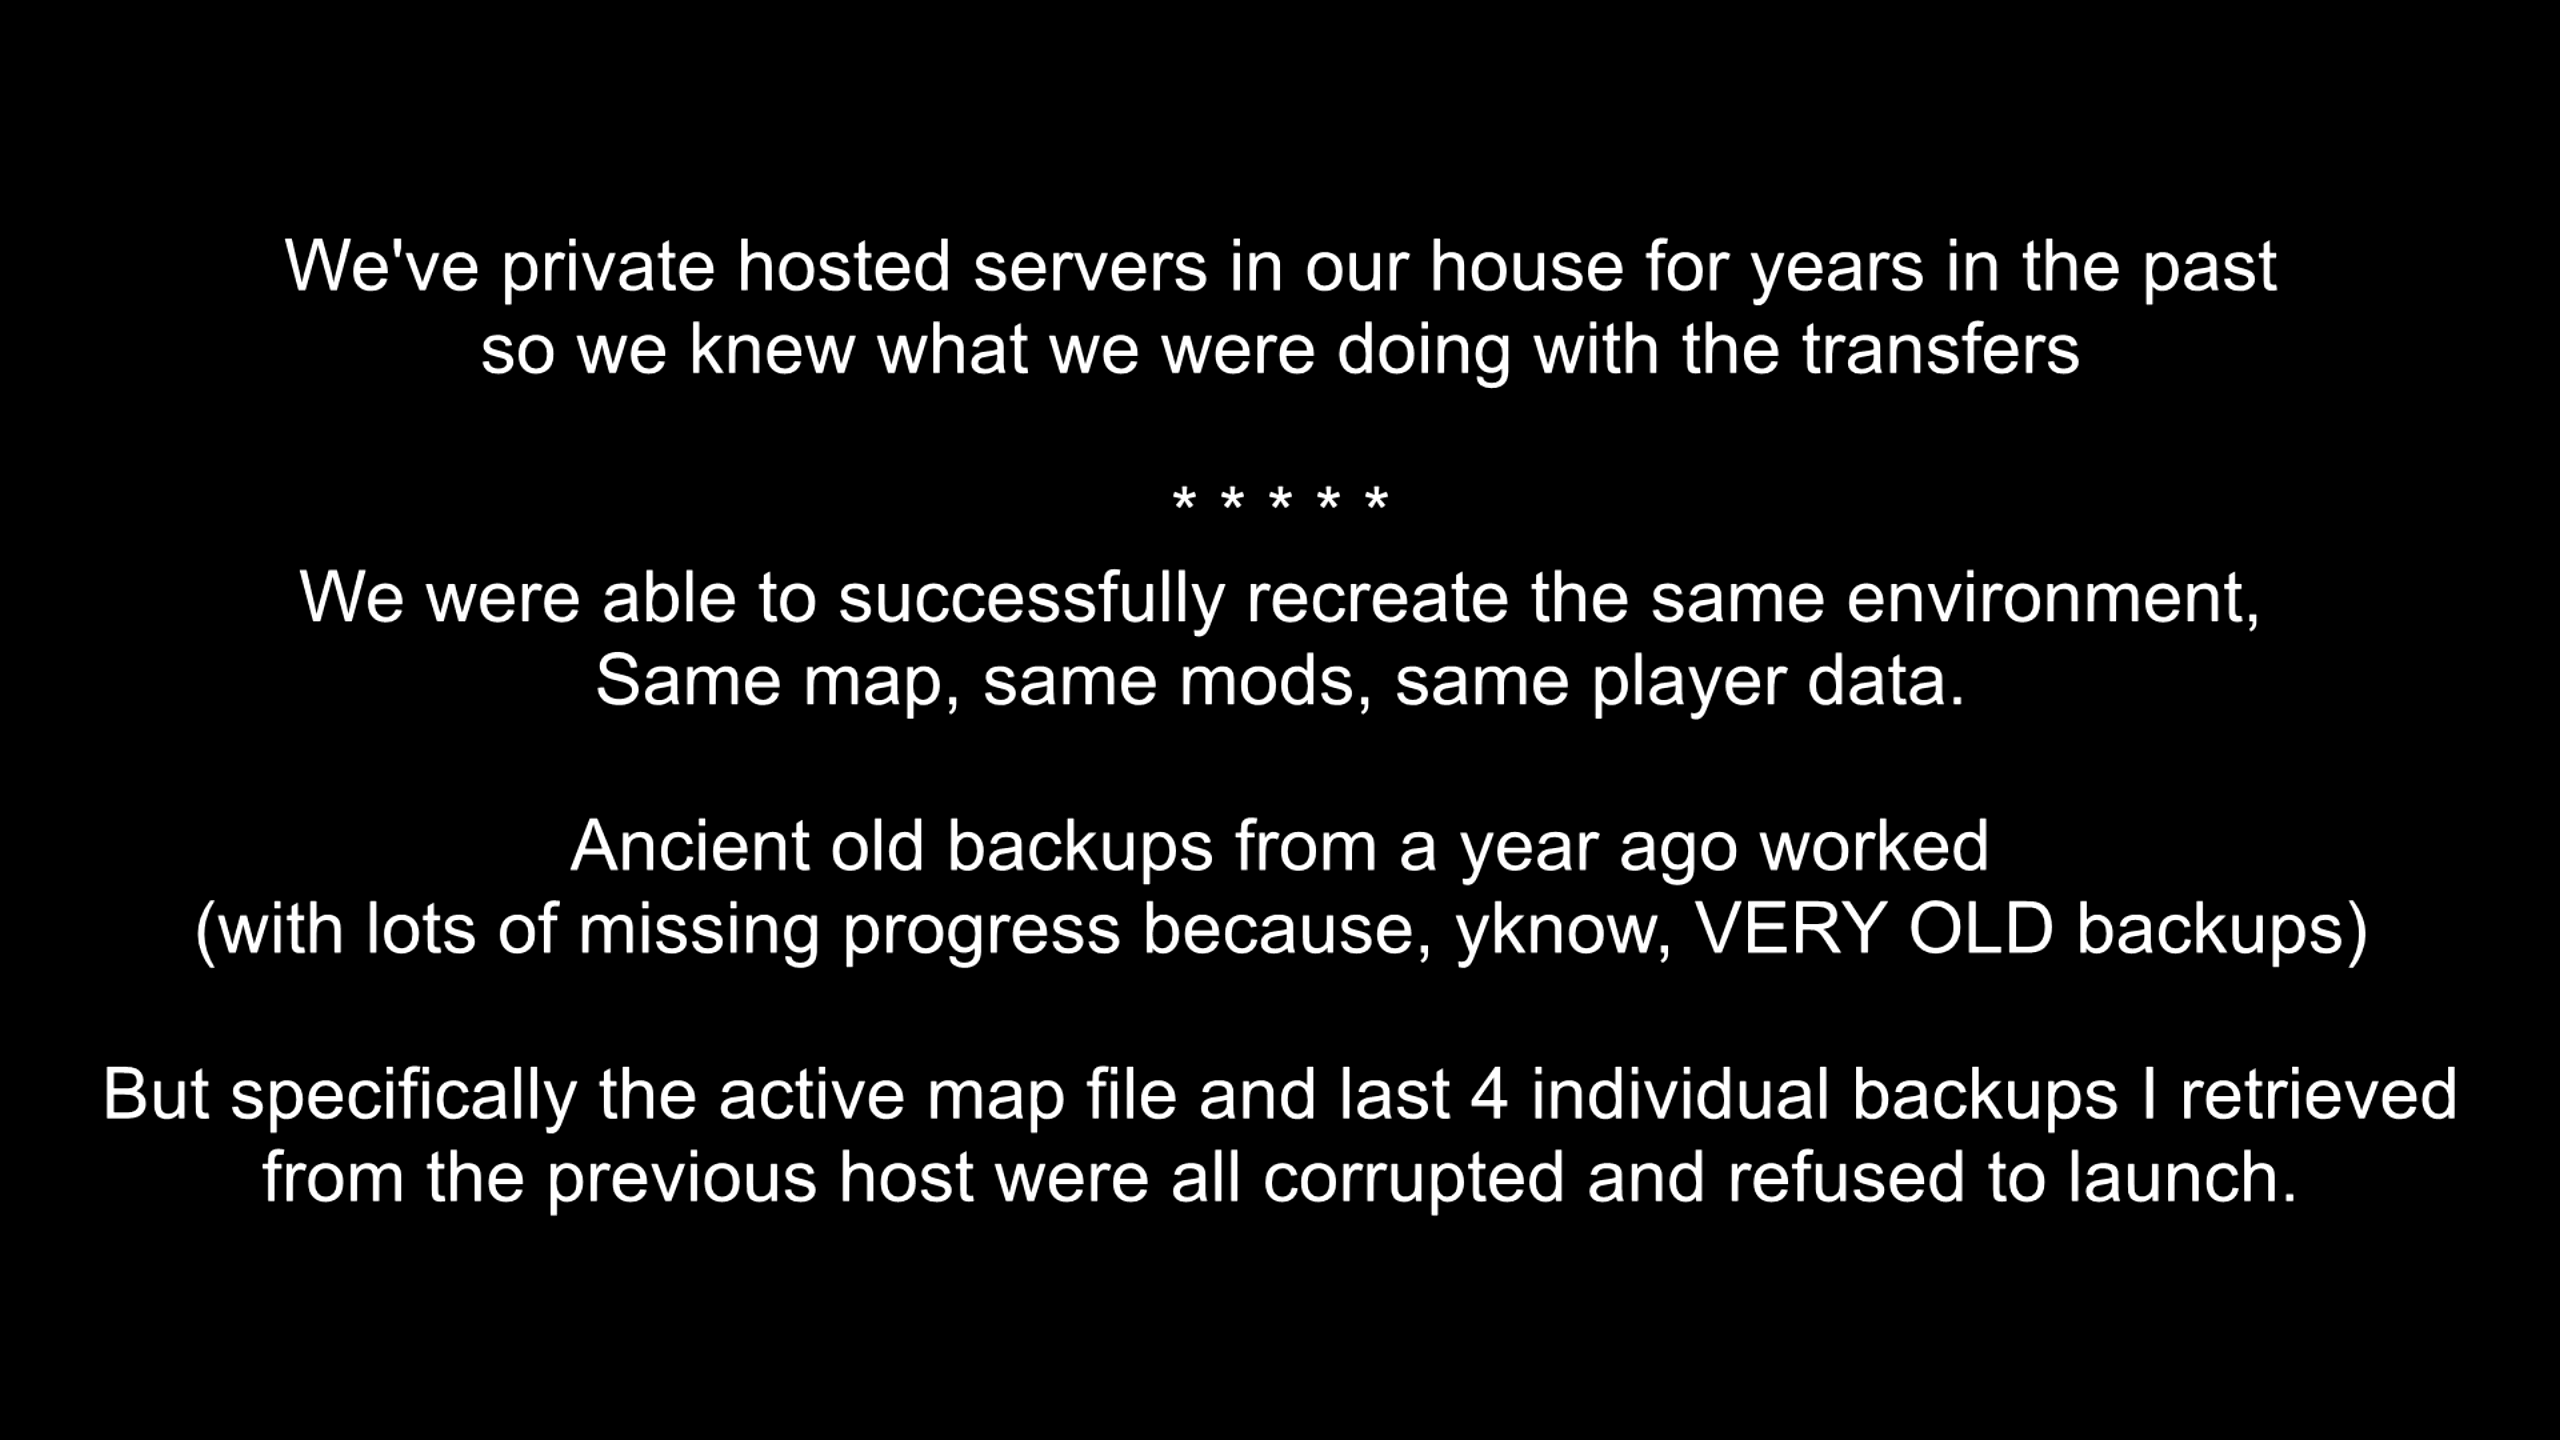 We've private hosted servers in our house for years in the past
so we knew what we were doing with the transfers
* * * * *
We were able to successfully recreate the same environment,
Same map, same mods, same player data.
Ancient old backups from a year ago worked
(with lots of missing progress because, yknow, VERY OLD backups)
But specifically the active map file and last 4 individual backups I retrieved
from the previous host were all corrupted and refused to launch.